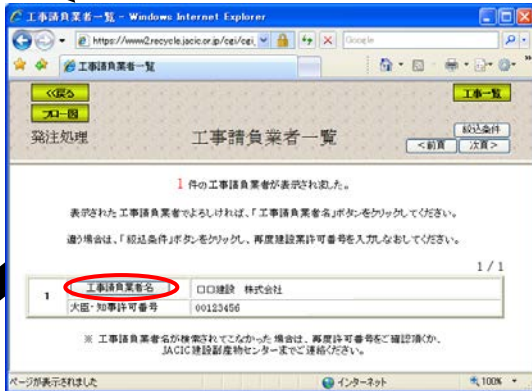 工事請負業者一覧 - Windows Internet Explorer
https://www2.recycle.jacic.or.jp/cgi/cgi
Google
工事請負業者一覧
<<戻る
工事一覧
フロー図
発注処理
工事請負業者一覧
絞込条件
<前頁
次頁>
1 件の工事請負業者が表示されました。
表示された工事請負業者でよろしければ、「工事請負業者名」ボタンをクリックしてください。
違う場合は、「絞込条件」ボタンをクリックし、再度建設業許可番号を入力しなおしてください。
1 / 1
1
工事請負業者名
口口建設 株式会社
大臣・知事許可番号
00123456
※ 工事請負業者名が検索されてこなかった場合は、再度許可番号をご確認頂くか、
JACIC建設副産物センターまでご連絡ください。
ページが表示されました
インターネット
100%